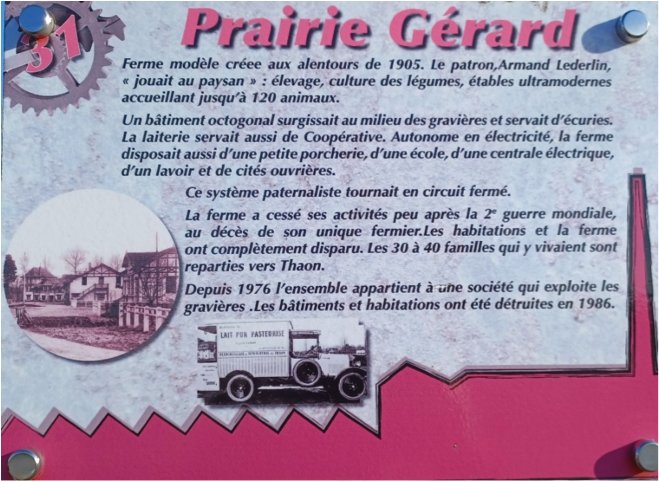 31
Prairie Gérard
Ferme modèle créee aux alentours de 1905. Le patron,Armand Lederlin,
« jouait au paysan » : élevage, culture des légumes, étables ultramodernes
accueillant jusqu'à 120 animaux.
Un bâtiment octogonal surgissait au milieu des gravières et servait d'écuries.
La laiterie servait aussi de Coopérative. Autonome en électricité, la ferme
disposait aussi d'une petite porcherie, d'une école, d'une centrale électrique,
d'un lavoir et de cités ouvrières.
Ce système paternaliste tournait en circuit fermé.
La ferme a cessé ses activités peu après la 2e guerre mondiale,
au décès de son unique fermier.Les habitations et la ferme
ont complètement disparu. Les 30 à 40 familles qui y vivaient sont
reparties vers Thaon.
Depuis 1976 l'ensemble appartient à une société qui exploite les
gravières .Les bâtiments et habitations ont été détruites en 1986.
LAIT PUR PASTEURISE